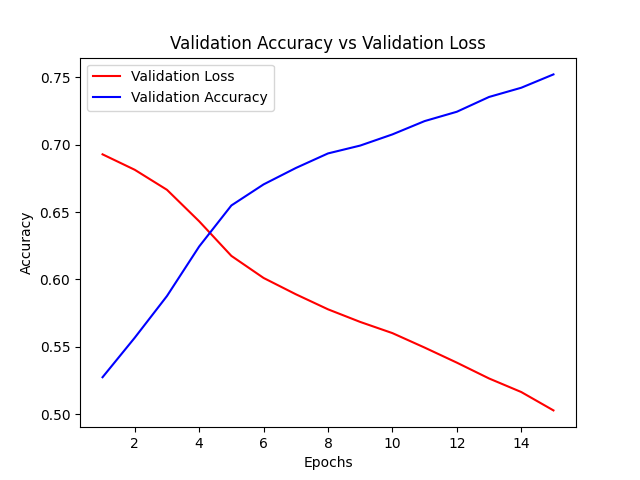 Validation Accuracy vs Validation Loss
Validation Loss
Validation Accuracy
0.75
0.70
0.65
0.60
0.55
0.50
Accuracy
2 4 6 8 10 12 14
Epochs